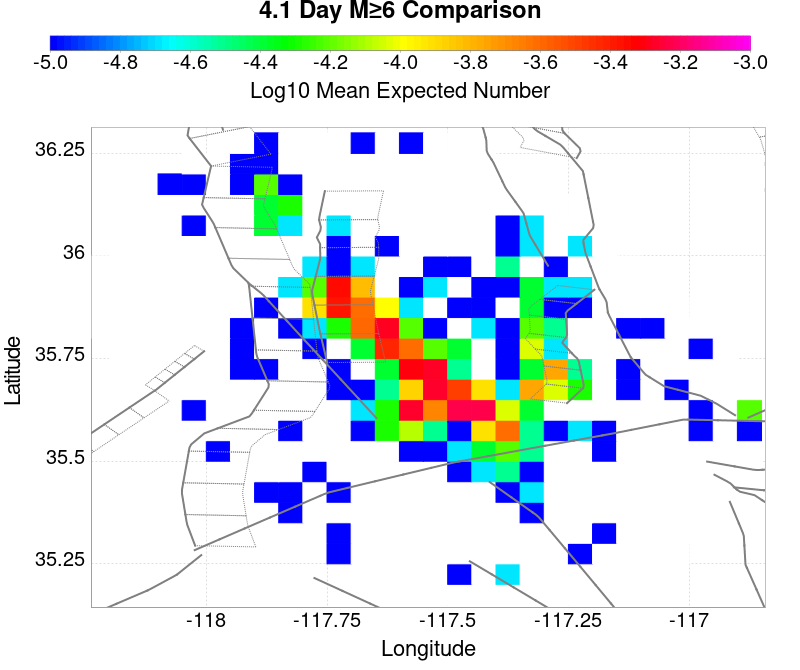 4.1 Day M≥6 Comparison
-5.0 -4.8 -4.6 -4.4 -4.2 -4.0 -3.8 -3.6 -3.4 -3.2 -3.0
Log10 Mean Expected Number
36.25
36
35.75
35.5
35.25
Latitude
-118 -117.75 -117.5 -117.25 -117
Longitude